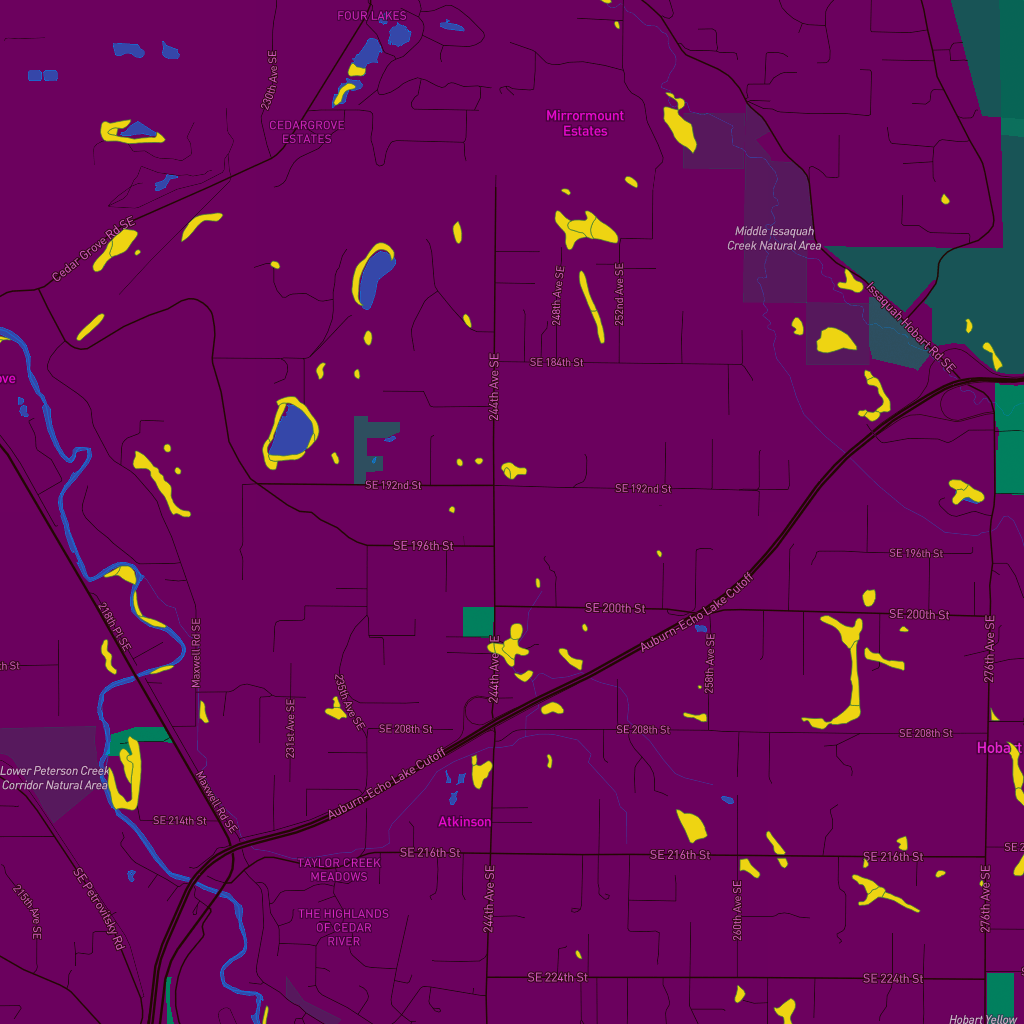 FOUR LAKES
230th Ave SE
CEDARGROVE
ESTATES
Mirrormount
Estates
Cedar Grove Rd SE
Middle Issaquah
Creek Natural Area
248th Ave SE
252nd Ave SE
Issaquah Hobart Rd SE
SE 184th St
ove
244th Ave SE
SE 192nd St
SE 192nd St
SE 196th St
SE 196th St
Auburn-Echo Lake Cutoff
SE 200th St
SE 200th St
218th Pl SE
Maxwell Rd SE
244th Ave SE
258th Ave SE
276th Ave SE
th St
235th Ave SE
231st Ave SE
SE 208th St
SE 208th St
SE 208th St
Hobart
Lower Peterson Creek
Corridor Natural Area
Maxwell Rd SE
Auburn-Echo Lake Cutoff
SE 214th St
Atkinson
SE 216th St
SE 216th St
SE 216th St
SE 2
TAYLOR CREEK
MEADOWS
215th Ave SE
SE Petrovitsky Rd
THE HIGHLANDS
OF CEDAR
RIVER
244th Ave SE
260th Ave SE
276th Ave SE
SE 224th St
SE 224th St
Hobart Yellow